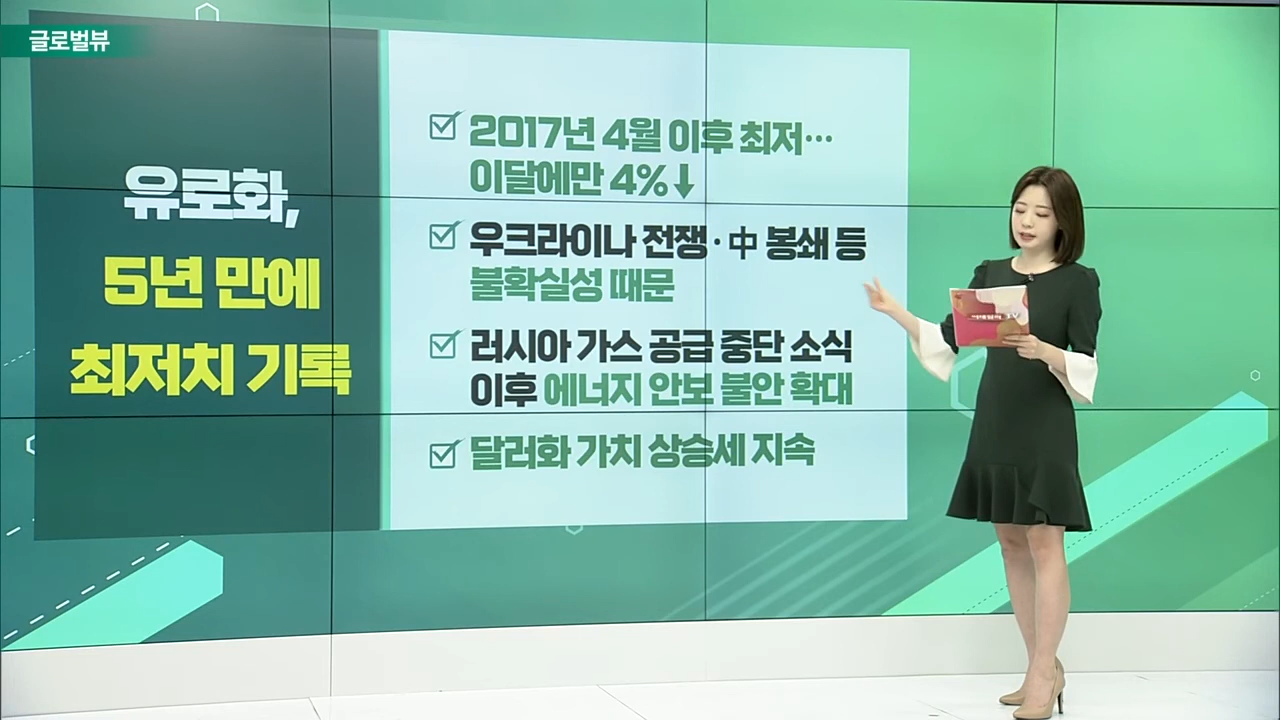 글로벌뷰
유로화,
5년 만에
최저치 기록
2017년 4월 이후 최저…
이달에만 4%↓
우크라이나 전쟁·中 봉쇄 등
불확실성 때문
러시아 가스 공급 중단 소식
이후 에너지 안보 불안 확대
달러화 가치 상승세 지속